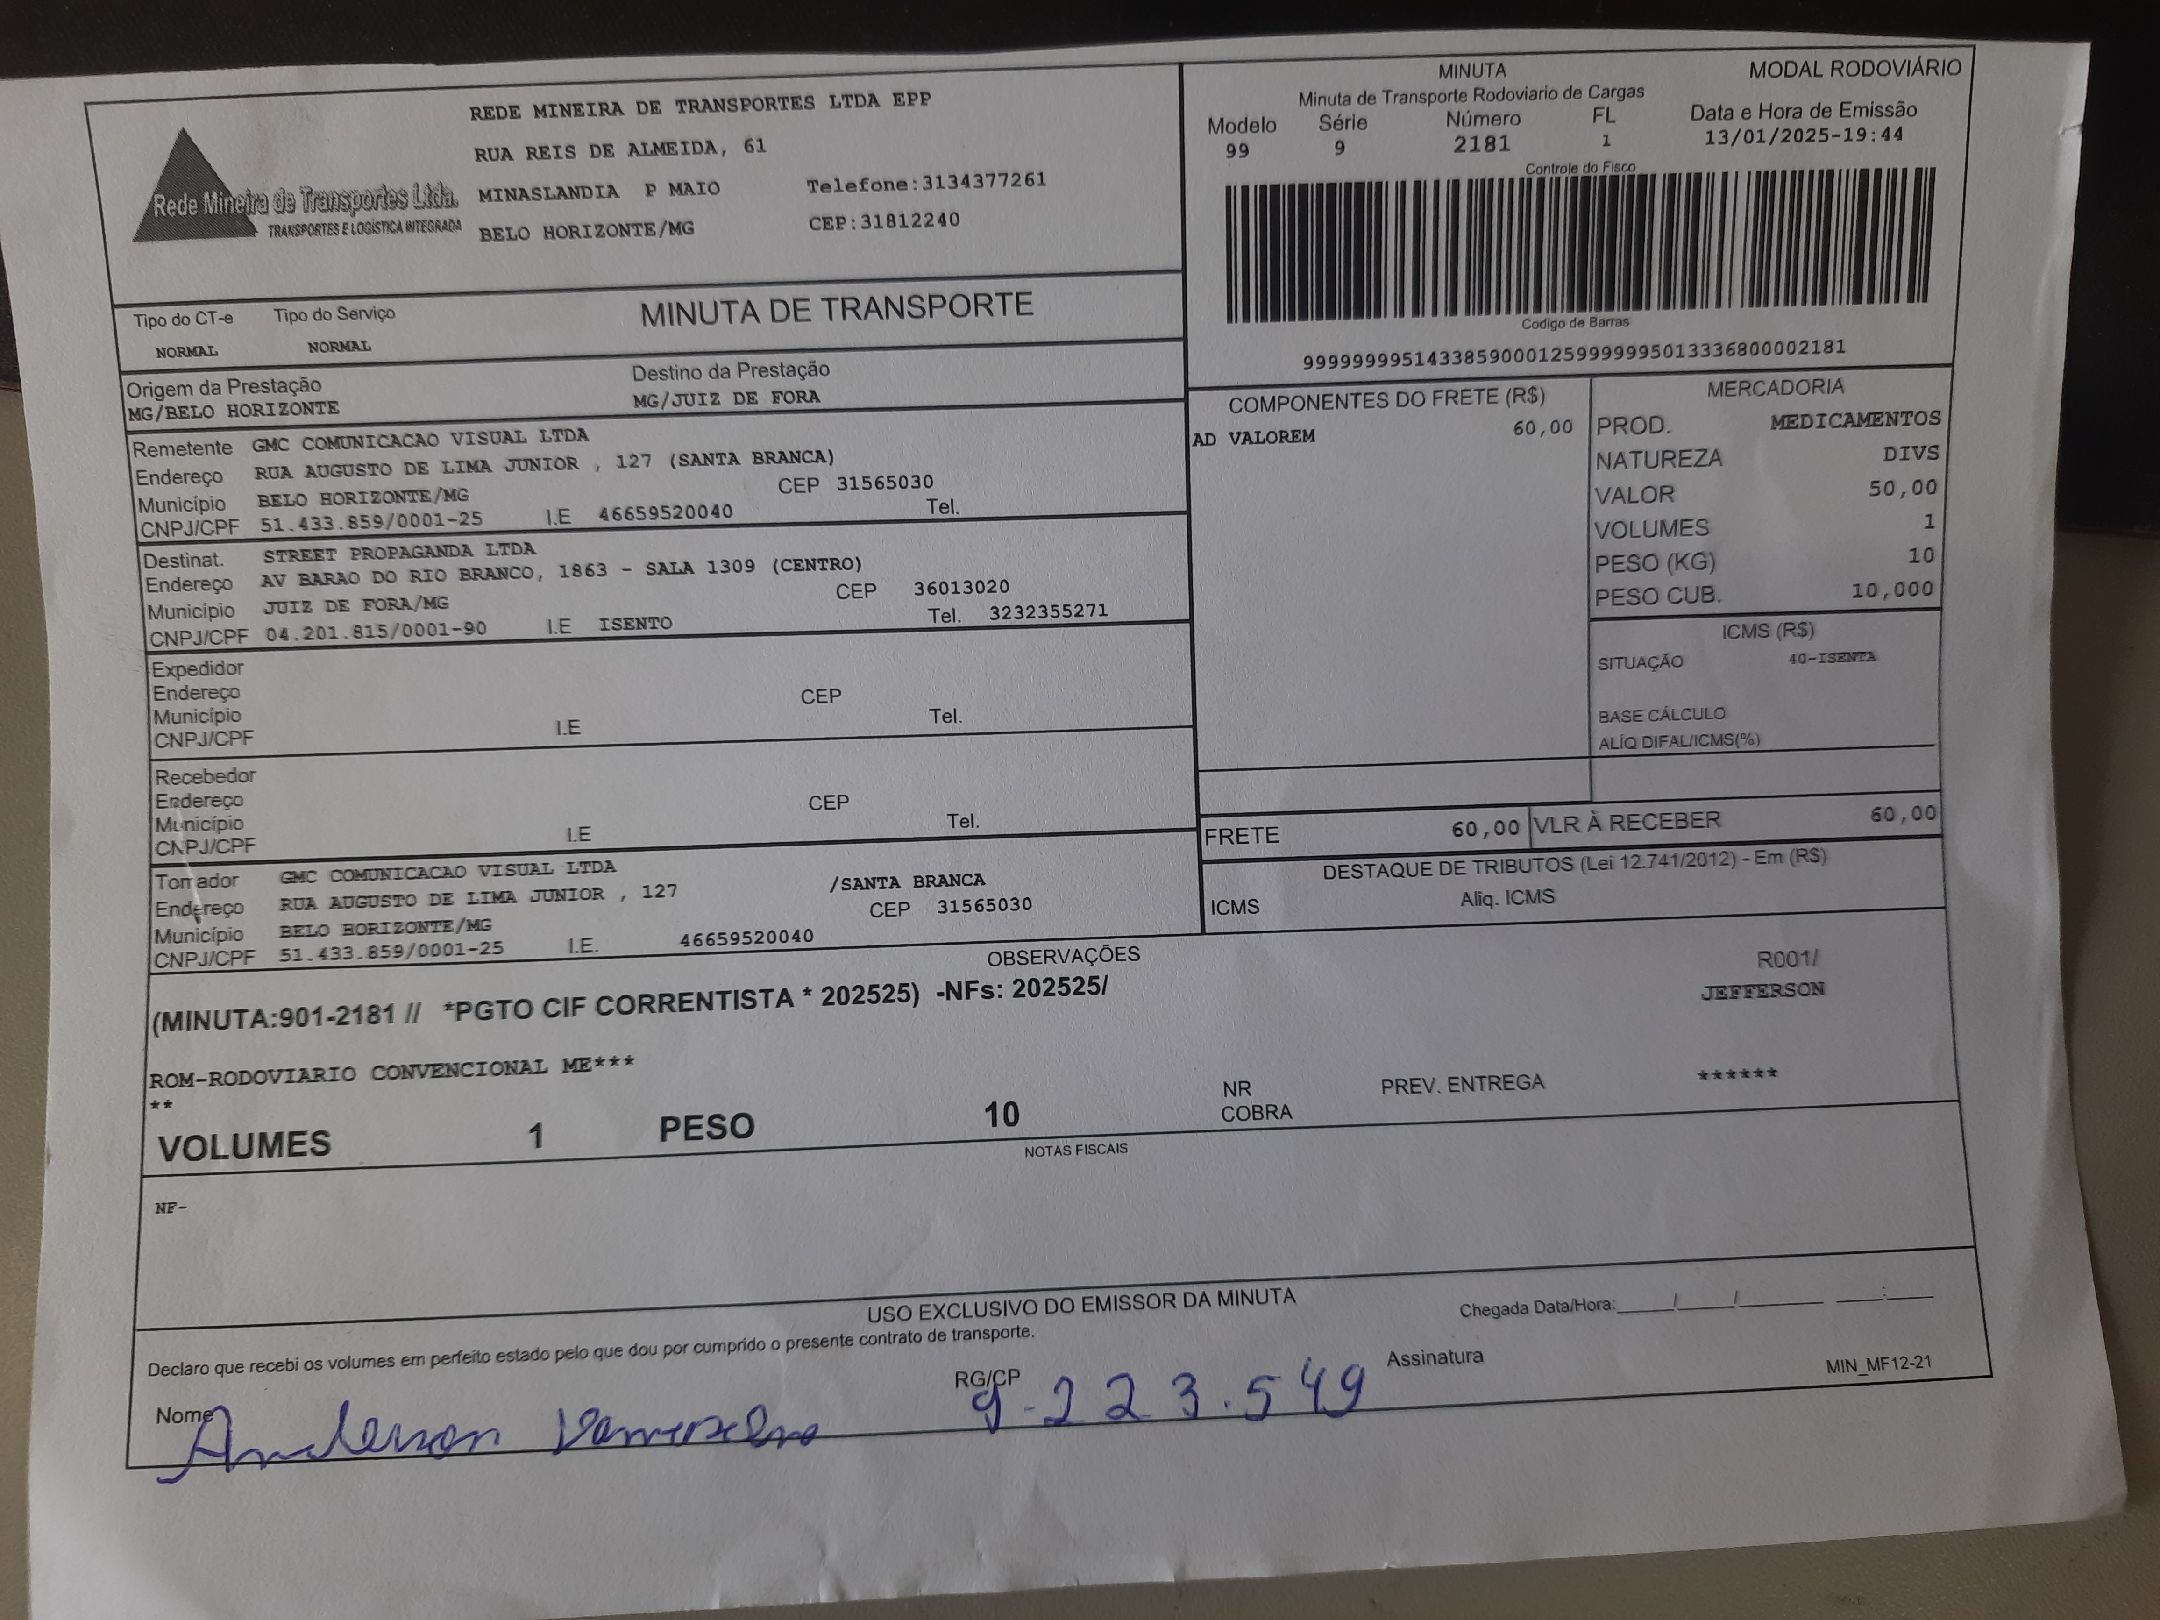 Rede Mineira de Transportes Ltda.
TRANSPORTES E LOGÍSTICA INTEGRADA
REDE MINEIRA DE TRANSPORTES LTDA EPP
RUA REIS DE ALMEIDA, 61
MINASLANDIA P MAIO Telefone:3134377261
BELO HORIZONTE/MG CEP:31812240
MINUTA MODAL RODOVIÁRIO
Minuta de Transporte Rodoviario de Cargas
Modelo Série Número FL Data e Hora de Emissão
99 9 2181 1 13/01/2025-19:44
Controle do Fisco
Codigo de Barras
99999999514338590001259999995013336800002181
Tipo do CT-e Tipo do Serviço MINUTA DE TRANSPORTE
NORMAL NORMAL
Origem da Prestação Destino da Prestação
MG/BELO HORIZONTE MG/JUIZ DE FORA
Remetente GMC COMUNICACAO VISUAL LTDA
Endereço RUA AUGUSTO DE LIMA JUNIOR , 127 (SANTA BRANCA)
Município BELO HORIZONTE/MG CEP 31565030
CNPJ/CPF 51.433.859/0001-25 I.E 46659520040 Tel.
Destinat. STREET PROPAGANDA LTDA
Endereço AV BARAO DO RIO BRANCO, 1863 - SALA 1309 (CENTRO)
Município JUIZ DE FORA/MG CEP 36013020
CNPJ/CPF 04.201.815/0001-90 I.E ISENTO Tel. 3232355271
Expedidor
Endereço CEP
Município
CNPJ/CPF I.E Tel.
Recebedor
Endereço CEP
Município
CNPJ/CPF I.E Tel.
Tomador GMC COMUNICACAO VISUAL LTDA
Endereço RUA AUGUSTO DE LIMA JUNIOR , 127 /SANTA BRANCA
Município BELO HORIZONTE/MG CEP 31565030
CNPJ/CPF 51.433.859/0001-25 I.E. 46659520040
COMPONENTES DO FRETE (R$)
AD VALOREM 60,00
MERCADORIA
PROD. MEDICAMENTOS
NATUREZA DIVS
VALOR 50,00
VOLUMES 1
PESO (KG) 10
PESO CUB. 10,000
ICMS (R$)
SITUAÇÃO 40-ISENTA
BASE CÁLCULO
ALÍQ DIFAL/ICMS(%)
FRETE 60,00 VLR À RECEBER 60,00
DESTAQUE DE TRIBUTOS (Lei 12.741/2012) - Em (R$)
ICMS Aliq. ICMS
OBSERVAÇÕES
(MINUTA:901-2181 // *PGTO CIF CORRENTISTA * 202525) -NFs: 202525/
R001/
JEFFERSON
ROM-RODOVIARIO CONVENCIONAL ME***
**
VOLUMES 1 PESO 10
NR
COBRA
PREV. ENTREGA ******
NOTAS FISCAIS
NF-
USO EXCLUSIVO DO EMISSOR DA MINUTA
Chegada Data/Hora:____/____/______ ____:____
Declaro que recebi os volumes em perfeito estado pelo que dou por cumprido o presente contrato de transporte.
Nome Anderson RG/CP 9-223.549 Assinatura MIN_MF12-21